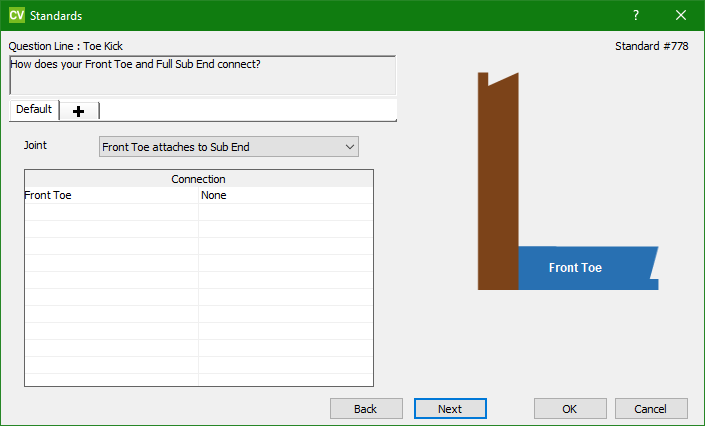 CV Standards ?
Question Line : Toe Kick
Standard #778
How does your Front Toe and Full Sub End connect?
Default
Joint
Front Toe attaches to Sub End
Connection
Front Toe None
Front Toe
Back Next OK Cancel